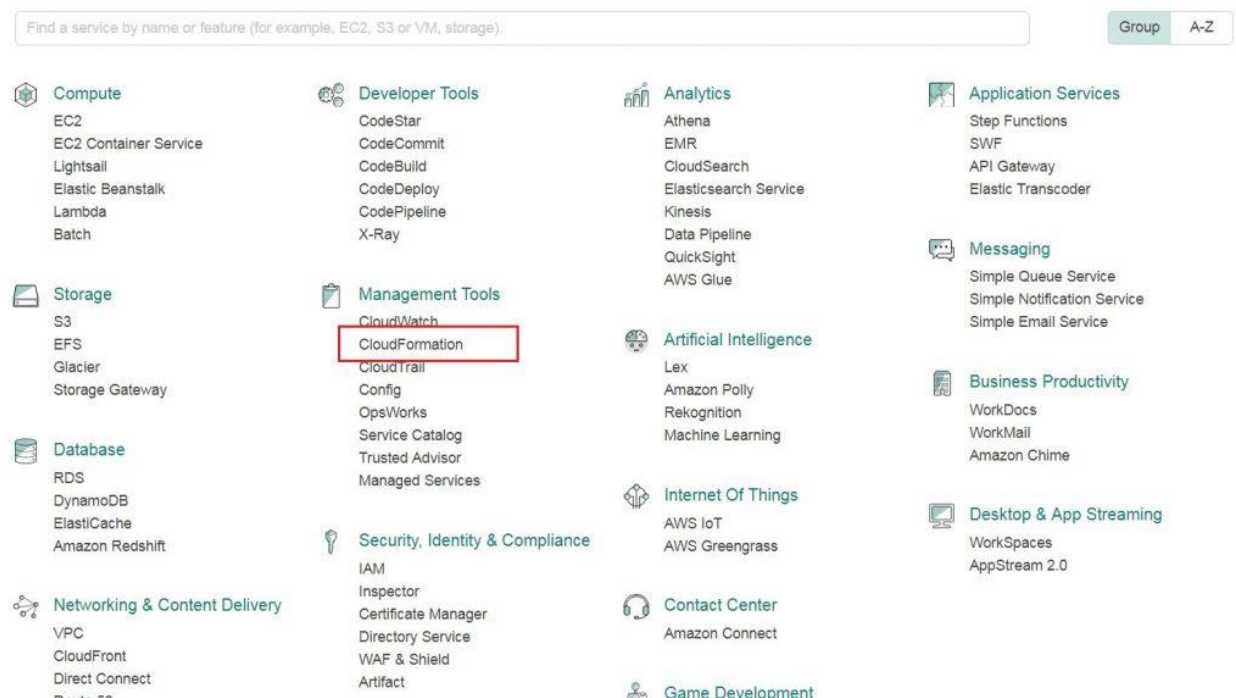 Find a service by name or feature (for example, EC2, S3 or VM, storage).
Group
A-Z
Compute
EC2
EC2 Container Service
Lightsail
Elastic Beanstalk
Lambda
Batch
Storage
S3
EFS
Glacier
Storage Gateway
Database
RDS
DynamoDB
ElastiCache
Amazon Redshift
Networking & Content Delivery
VPC
CloudFront
Direct Connect
Developer Tools
CodeStar
CodeCommit
CodeBuild
CodeDeploy
CodePipeline
X-Ray
Management Tools
CloudWatch
CloudFormation
CloudTrail
Config
OpsWorks
Service Catalog
Trusted Advisor
Managed Services
Security, Identity & Compliance
IAM
Inspector
Certificate Manager
Directory Service
WAF & Shield
Artifact
Analytics
Athena
EMR
CloudSearch
Elasticsearch Service
Kinesis
Data Pipeline
QuickSight
AWS Glue
Artificial Intelligence
Lex
Amazon Polly
Rekognition
Machine Learning
Internet Of Things
AWS IoT
AWS Greengrass
Contact Center
Amazon Connect
Game Development
Application Services
Step Functions
SWF
API Gateway
Elastic Transcoder
Messaging
Simple Queue Service
Simple Notification Service
Simple Email Service
Business Productivity
WorkDocs
WorkMail
Amazon Chime
Desktop & App Streaming
WorkSpaces
AppStream 2.0